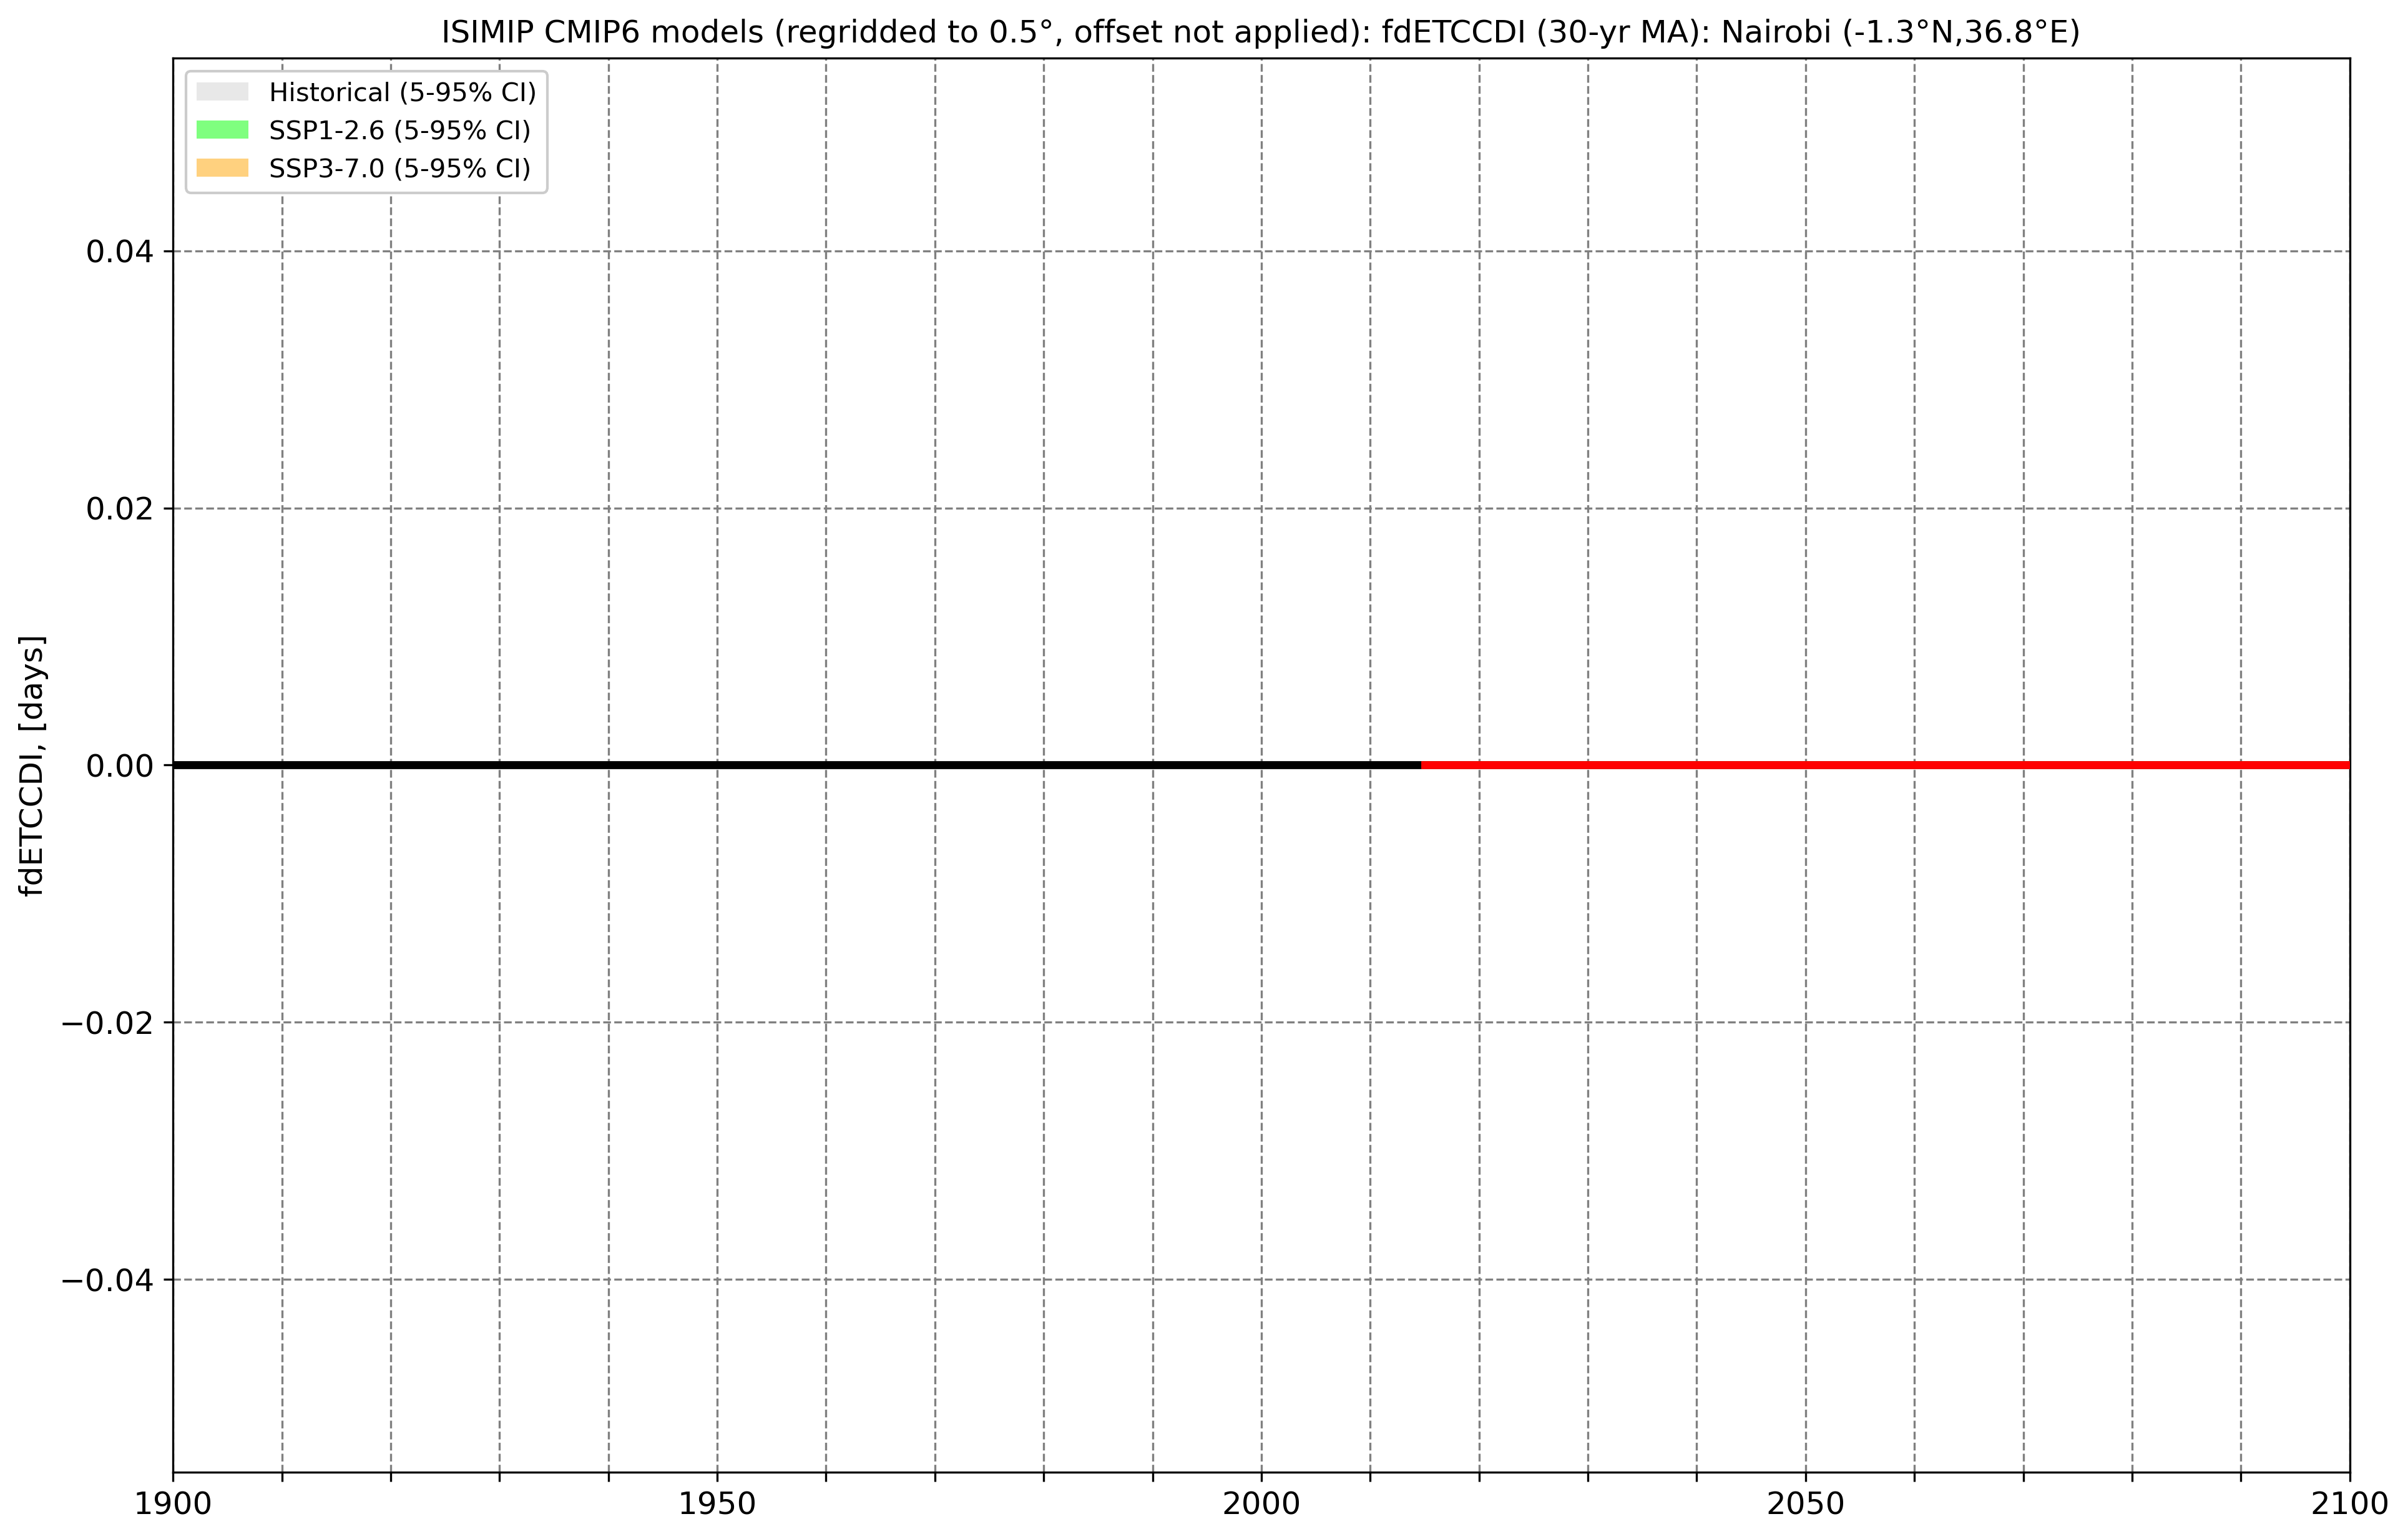 ISIMIP CMIP6 models (regridded to 0.5°, offset not applied): fdETCCDI (30-yr MA): Nairobi (-1.3°N,36.8°E)
Historical (5-95% CI)
SSP1-2.6 (5-95% CI)
SSP3-7.0 (5-95% CI)
0.04
0.02
0.00
−0.02
−0.04
fdETCCDI, [days]
1900
1950
2000
2050
2100